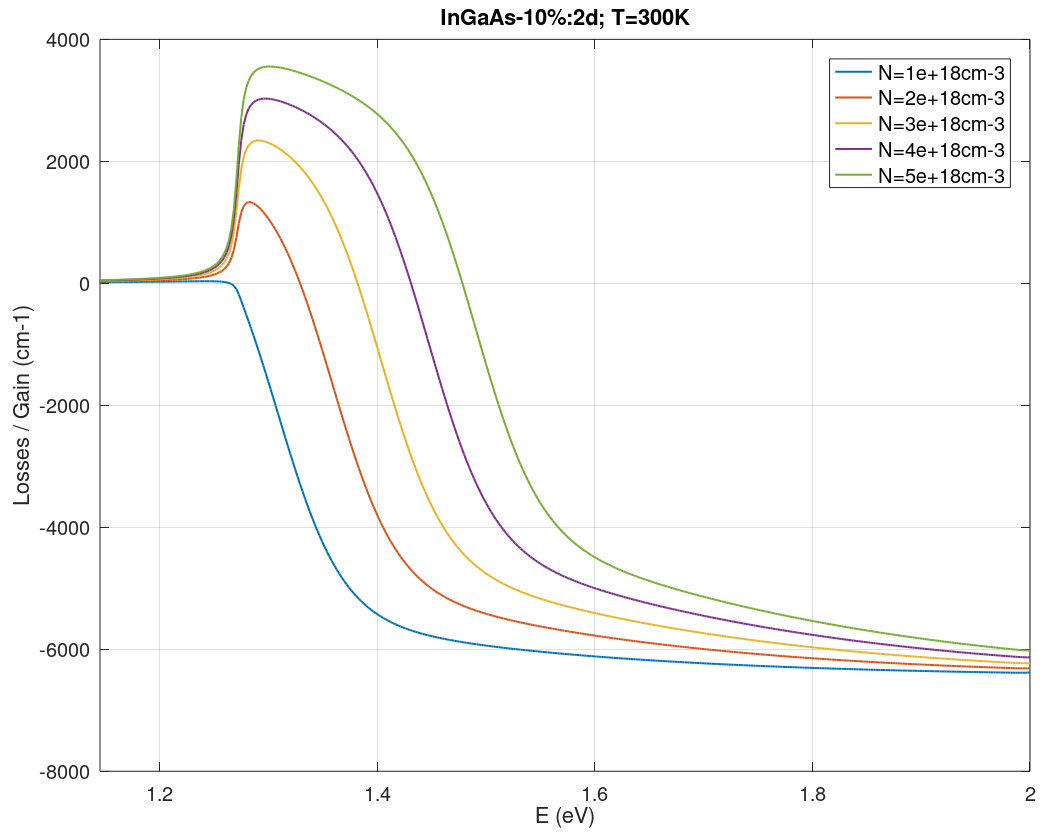 InGaAs-10%:2d; T=300K
4000
2000
0
-2000
-4000
-6000
-8000
Losses / Gain (cm-1)
N=1e+18cm-3
N=2e+18cm-3
N=3e+18cm-3
N=4e+18cm-3
N=5e+18cm-3
1.2 1.4 1.6 1.8 2
E (eV)